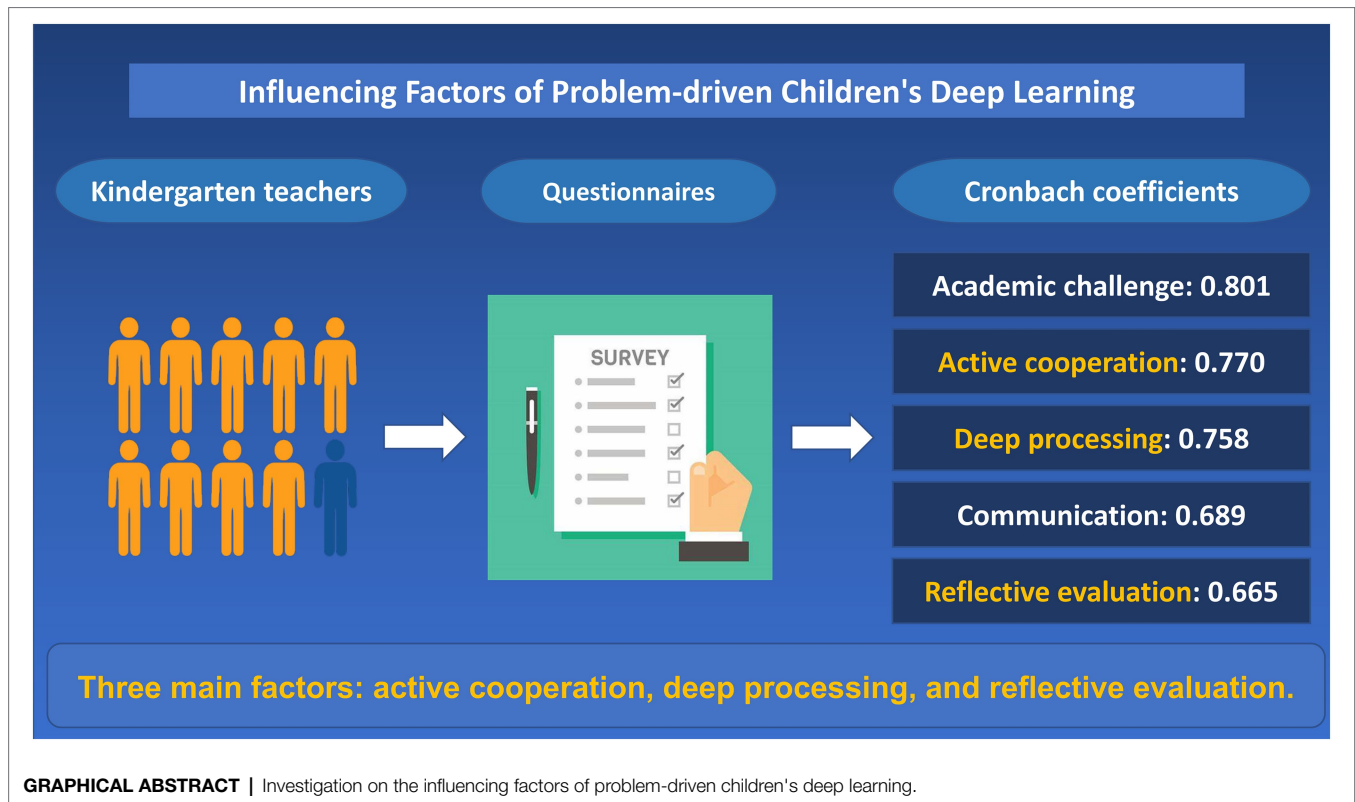 Influencing Factors of Problem-driven Children's Deep Learning
Kindergarten teachers
Questionnaires
Cronbach coefficients
SURVEY
Academic challenge: 0.801
Active cooperation: 0.770
Deep processing: 0.758
Communication: 0.689
Reflective evaluation: 0.665
Three main factors: active cooperation, deep processing, and reflective evaluation.
GRAPHICAL ABSTRACT | Investigation on the influencing factors of problem-driven children's deep learning.